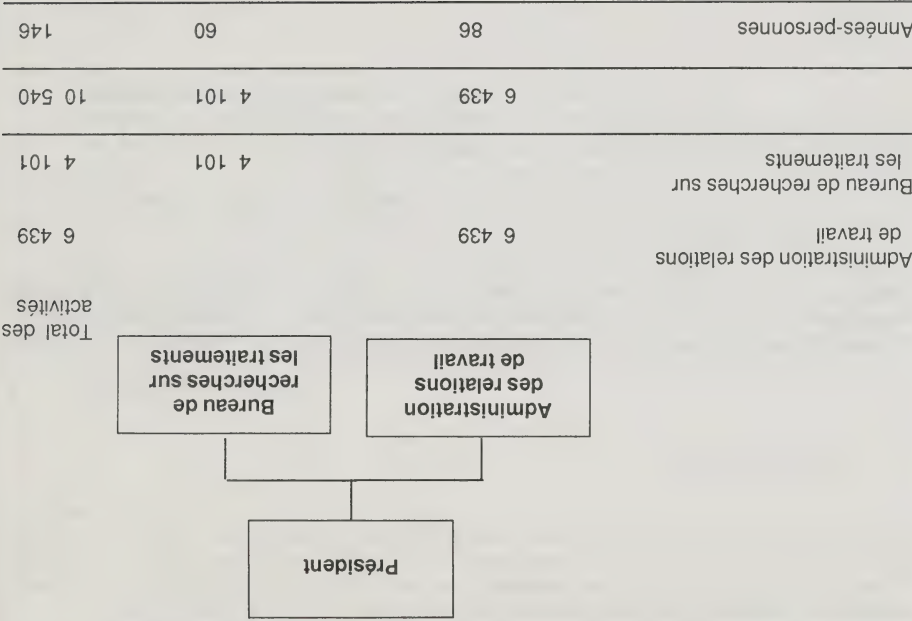 Président
Administration
des relations
de travail
Bureau de
recherches sur
les traitements
Total des
activités
Administration des relations
de travail 6 439 6 439
Bureau de recherches sur
les traitements 4 101 4 101
6 439 4 101 10 540
Années-personnes 86 60 146